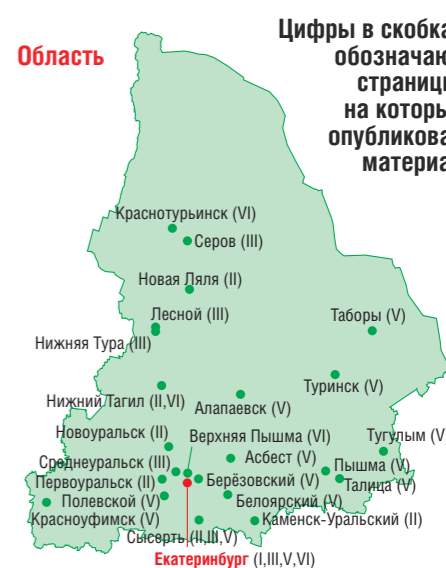 Цифры в скобка
обозначаю
Область
страниц
на которы
опубликова
материа
Краснотурьинск (VI)
Серов (III)
Новая Ляля (II)
Лесной (III)
Таборы (V)
Нижняя Тура (III)
Туринск (V)
Нижний Тагил (II,VI)
Алапаевск (V)
Новоуральск (II)
Верхняя Пышма (VI)
Тугулым (V
Среднеуральск (III)
Асбест (V)
Пышма (V)
Первоуральск (II)
Берёзовский (V)
Талица (V)
Полевской (V)
Белоярский (V)
Красноуфимск (V)
Каменск-Уральский (II)
Сысерть (II,III,V)
Екатеринбург (I,III,V,VI)